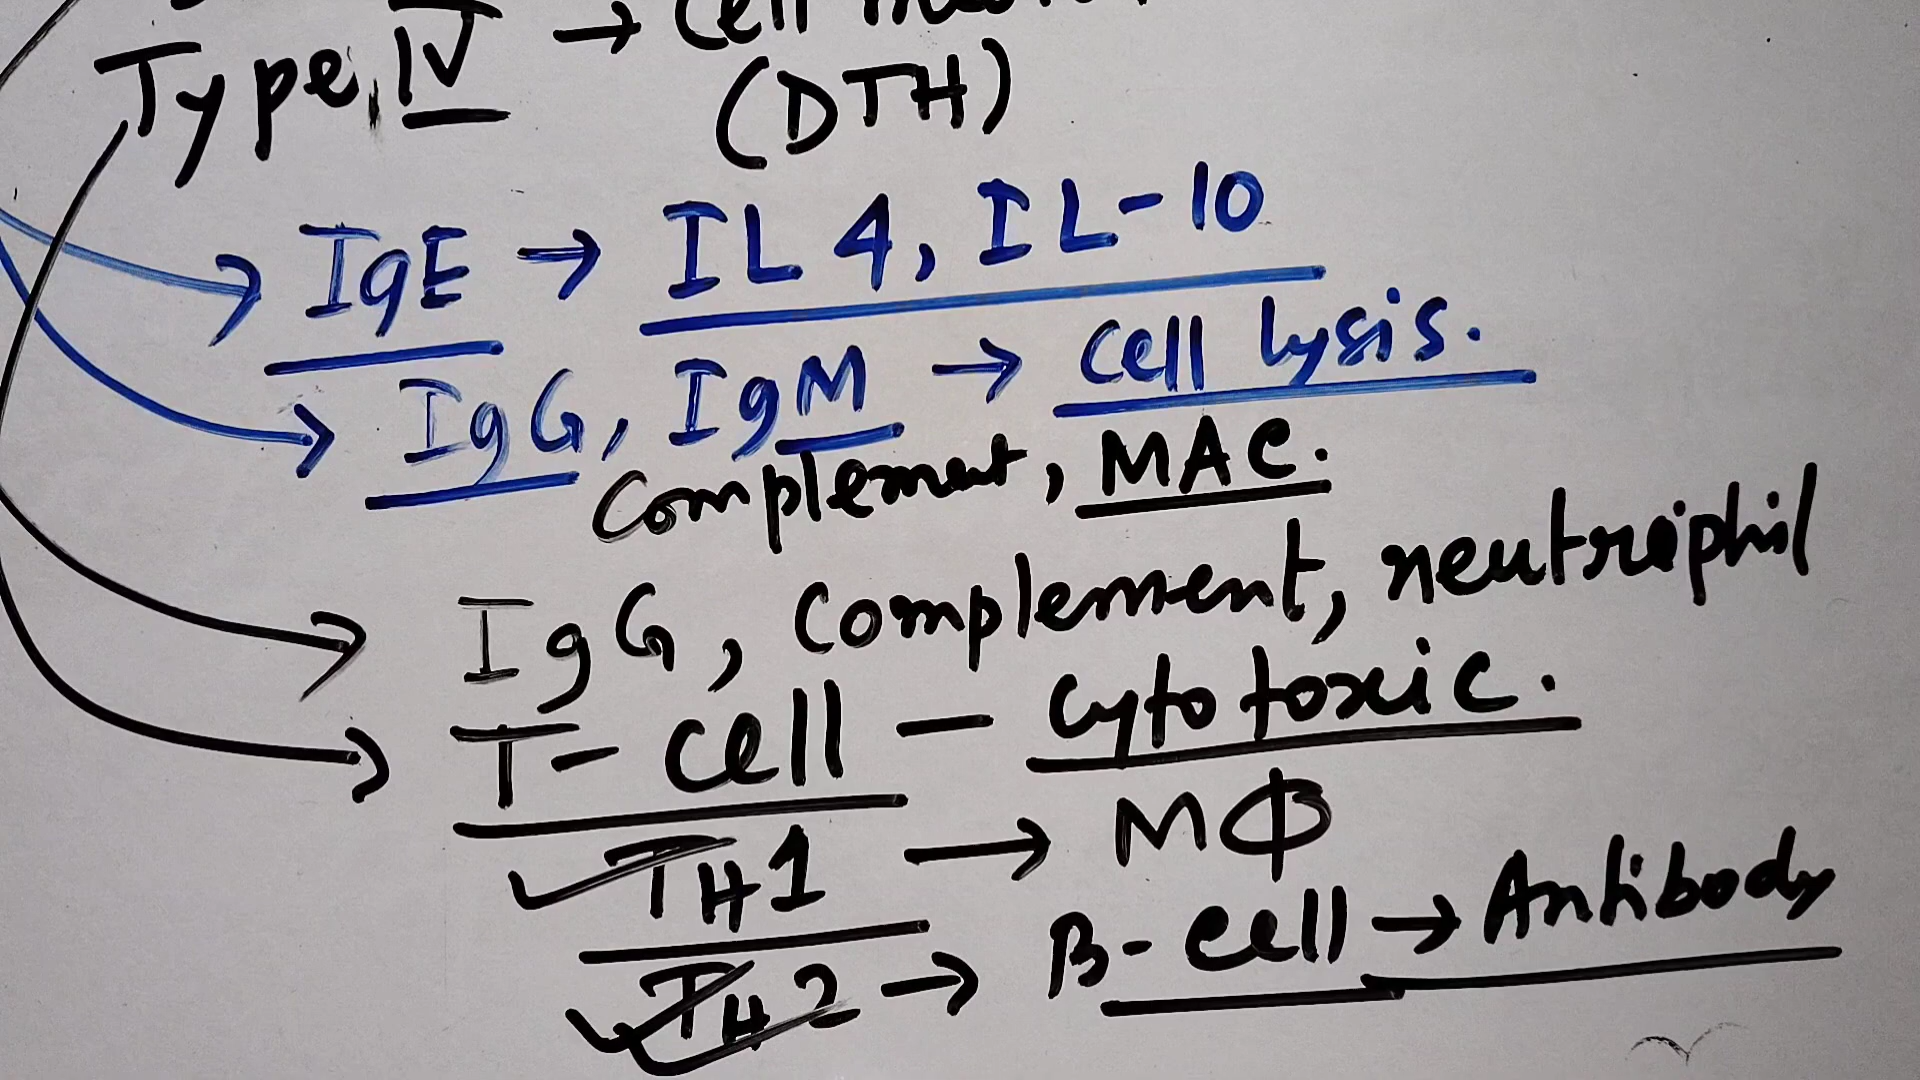 Type IV → Cell
(DTH)
IgE → IL 4, IL-10
IgG, IgM → Cell lysis.
Complement, MAC.
IgG, Complement, neutrophil
T-cell - cytotoxic.
TH1 → MΦ
TH2 → B-cell → Antibody